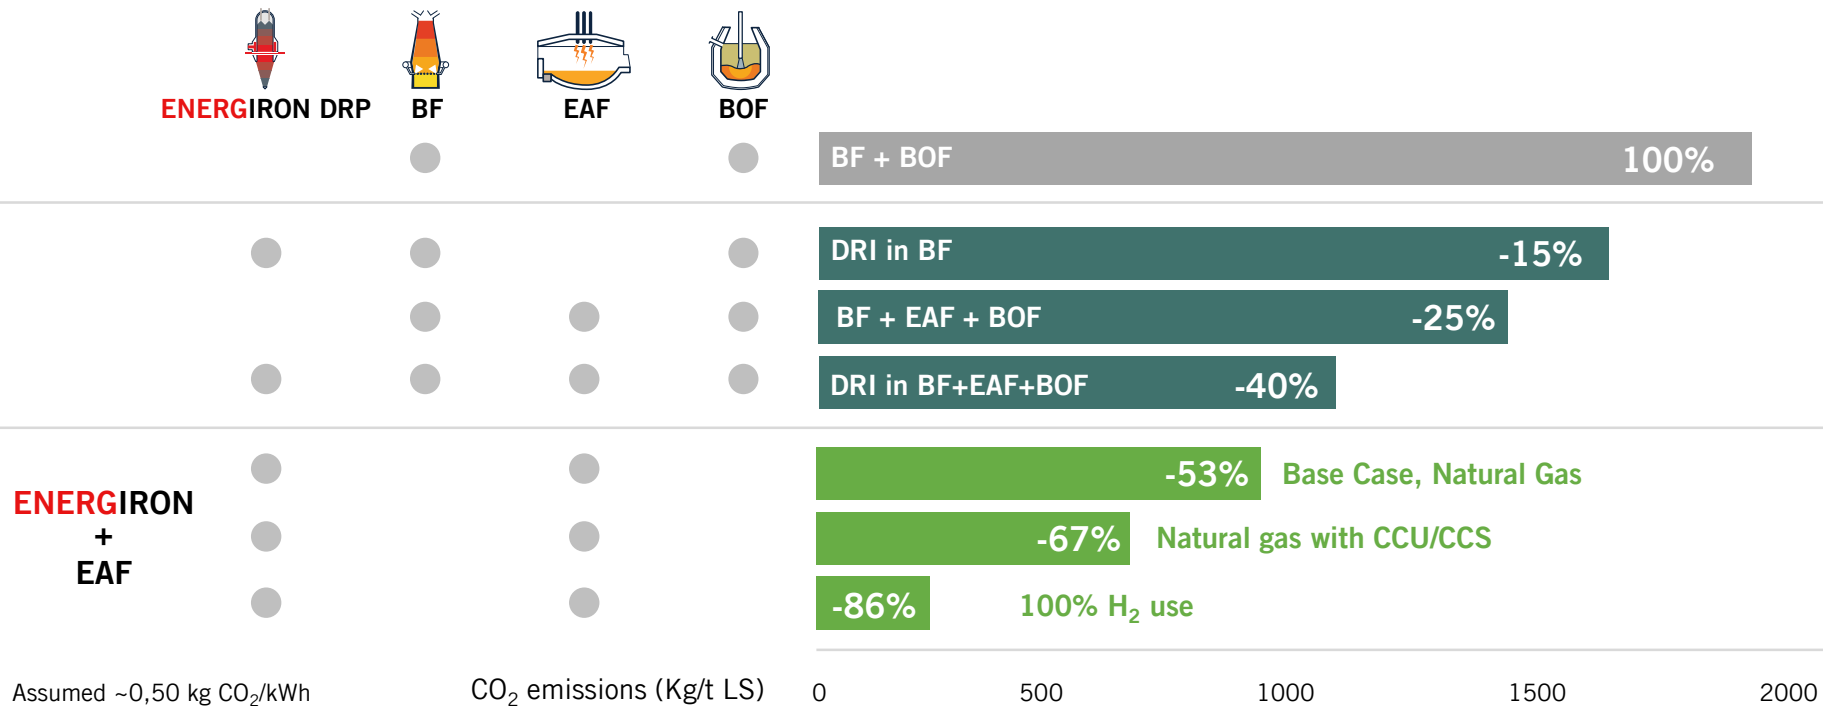 ENERGIRON DRP BF EAF BOF
BF + BOF 100%
DRI in BF -15%
BF + EAF + BOF -25%
DRI in BF+EAF+BOF -40%
-53% Base Case, Natural Gas
ENERGIRON
+
EAF
-67% Natural gas with CCU/CCS
-86% 100% H₂ use
Assumed ~0,50 kg CO₂/kWh
CO₂ emissions (Kg/t LS) 0 500 1000 1500 2000